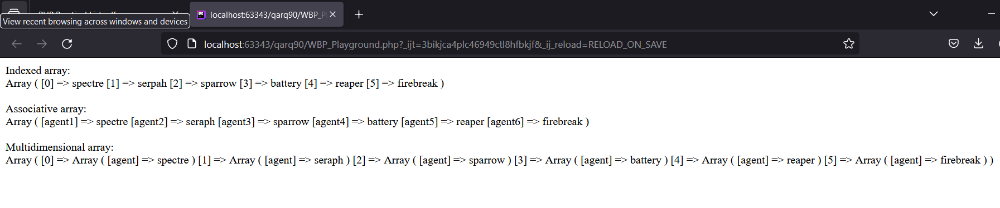 View recent browsing across windows and devices
localhost:63343/qarq90/WBP_P
localhost:63343/qarq90/WBP_Playground.php?_ijt=3bikjca4plc46949ctl8hfbkjf&_ij_reload=RELOAD_ON_SAVE
Indexed array:
Array ( [0] => spectre [1] => serpah [2] => sparrow [3] => battery [4] => reaper [5] => firebreak )
Associative array:
Array ( [agent1] => spectre [agent2] => seraph [agent3] => sparrow [agent4] => battery [agent5] => reaper [agent6] => firebreak )
Multidimensional array:
Array ( [0] => Array ( [agent] => spectre ) [1] => Array ( [agent] => seraph ) [2] => Array ( [agent] => sparrow ) [3] => Array ( [agent] => battery ) [4] => Array ( [agent] => reaper ) [5] => Array ( [agent] => firebreak ) )